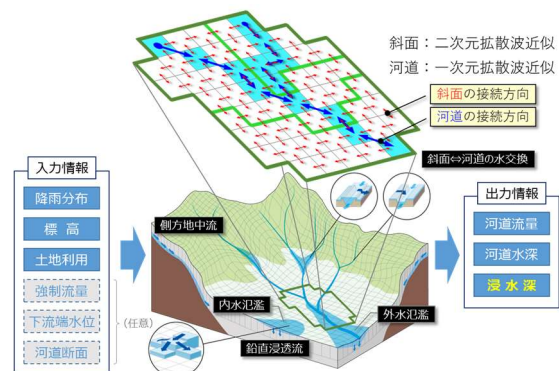 斜面：二次元拡散波近似
河道：一次元拡散波近似
斜面の接続方向
河道の接続方向
斜面⇔河道の水交換
入力情報
降雨分布
標高
土地利用
強制流量
下流端水位
河道断面
(任意)
側方地中流
内水氾濫
鉛直浸透流
外水氾濫
出力情報
河道流量
河道水深
浸水深